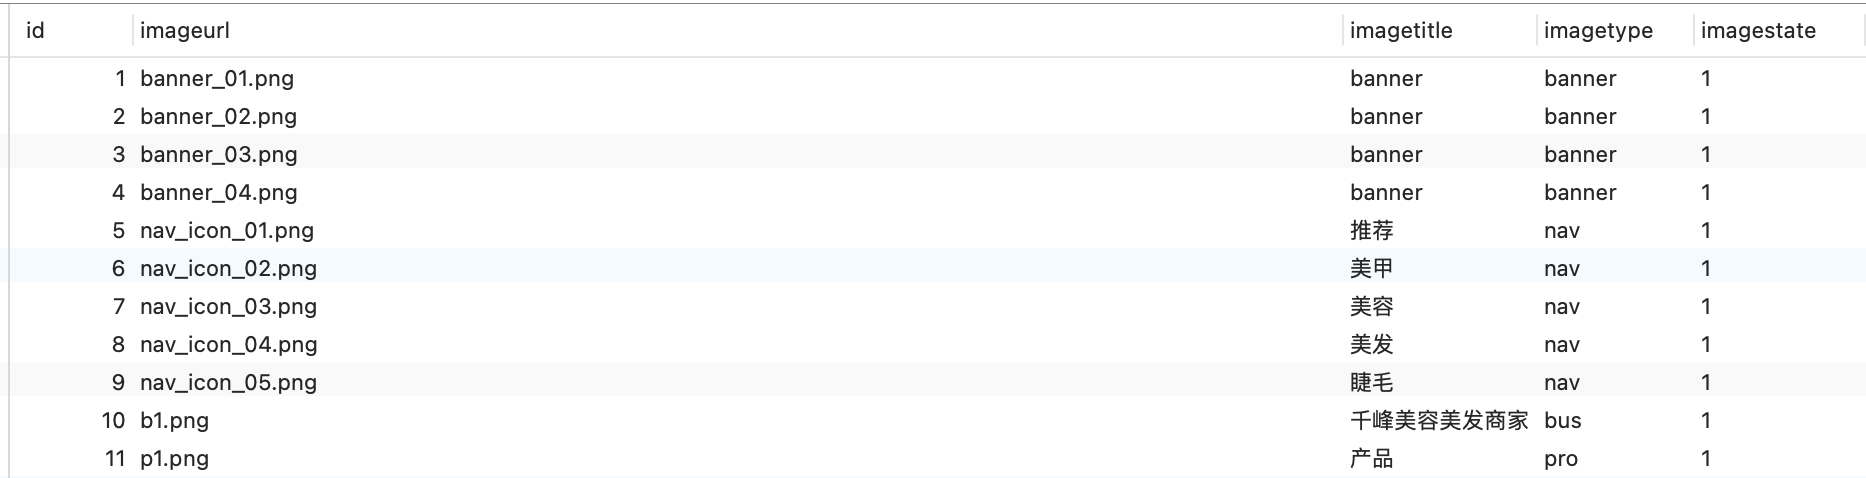 id imageurl imagetitle imagetype imagestate
1 banner_01.png banner banner 1
2 banner_02.png banner banner 1
3 banner_03.png banner banner 1
4 banner_04.png banner banner 1
5 nav_icon_01.png 推荐 nav 1
6 nav_icon_02.png 美甲 nav 1
7 nav_icon_03.png 美容 nav 1
8 nav_icon_04.png 美发 nav 1
9 nav_icon_05.png 睫毛 nav 1
10 b1.png 千峰美容美发商家 bus 1
11 p1.png 产品 pro 1